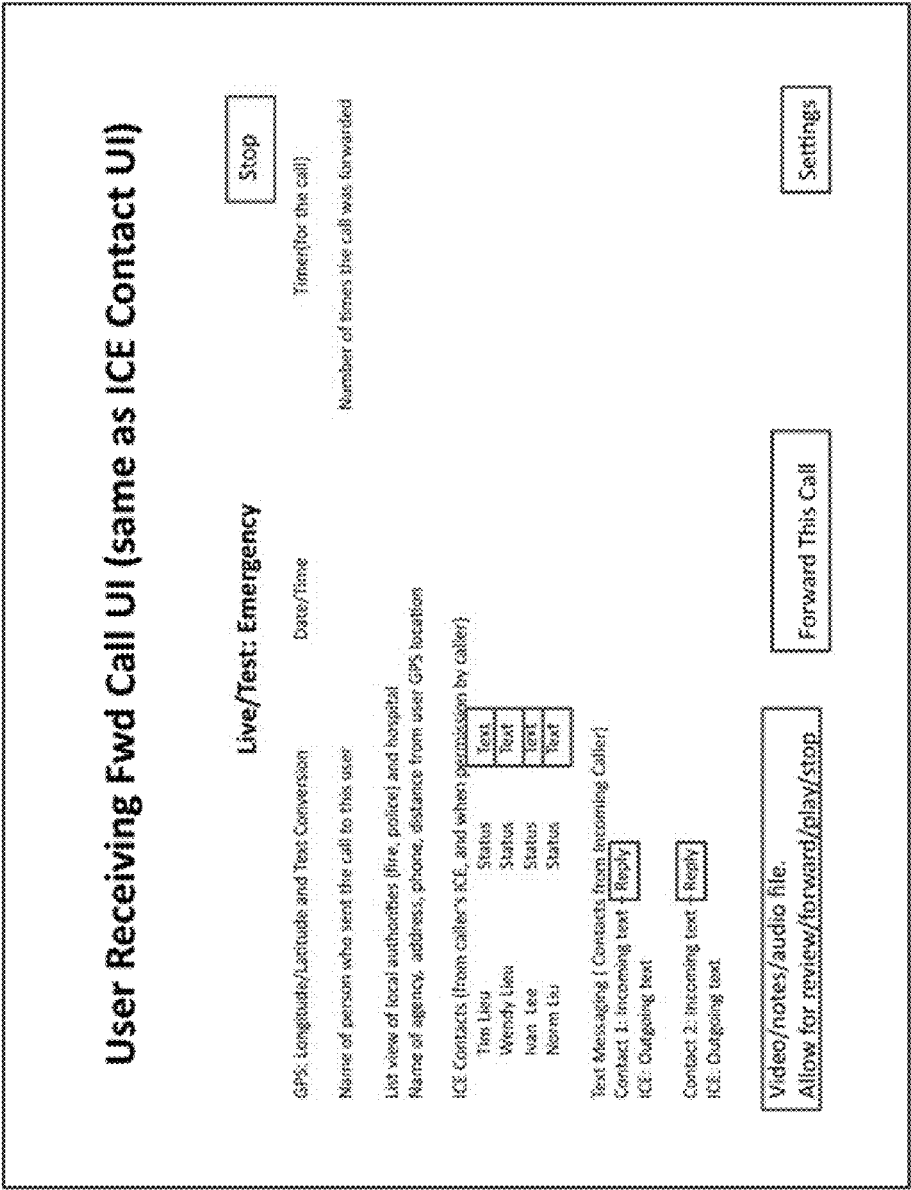 User Receiving Fwd Call UI (same as ICE Contact UI)
Live/Test: Emergency
Stop
GPS: Longitude/Latitude and Text Conversion
Date/Time
Timer(for the call)
Name of person who sent the call to this user
Number of times the call was forwarded
List view of local authorities (fire, police) and hospital
Name of agency, address, phone, distance from user GPS location
ICE Contacts (from caller's ICE, and when permission by caller)
Tim Lieu Status Text
Wendy Lieu Status Text
Ivan Lee Status Text
Norm Liu Status Text
Text Messaging ( Contacts from Incoming Caller)
Contact 1: Incoming text - Reply
ICE: Outgoing text
Contact 2: Incoming text - Reply
ICE: Outgoing text
Video/notes/audio file.
Allow for review/forward/play/stop
Forward This Call
Settings